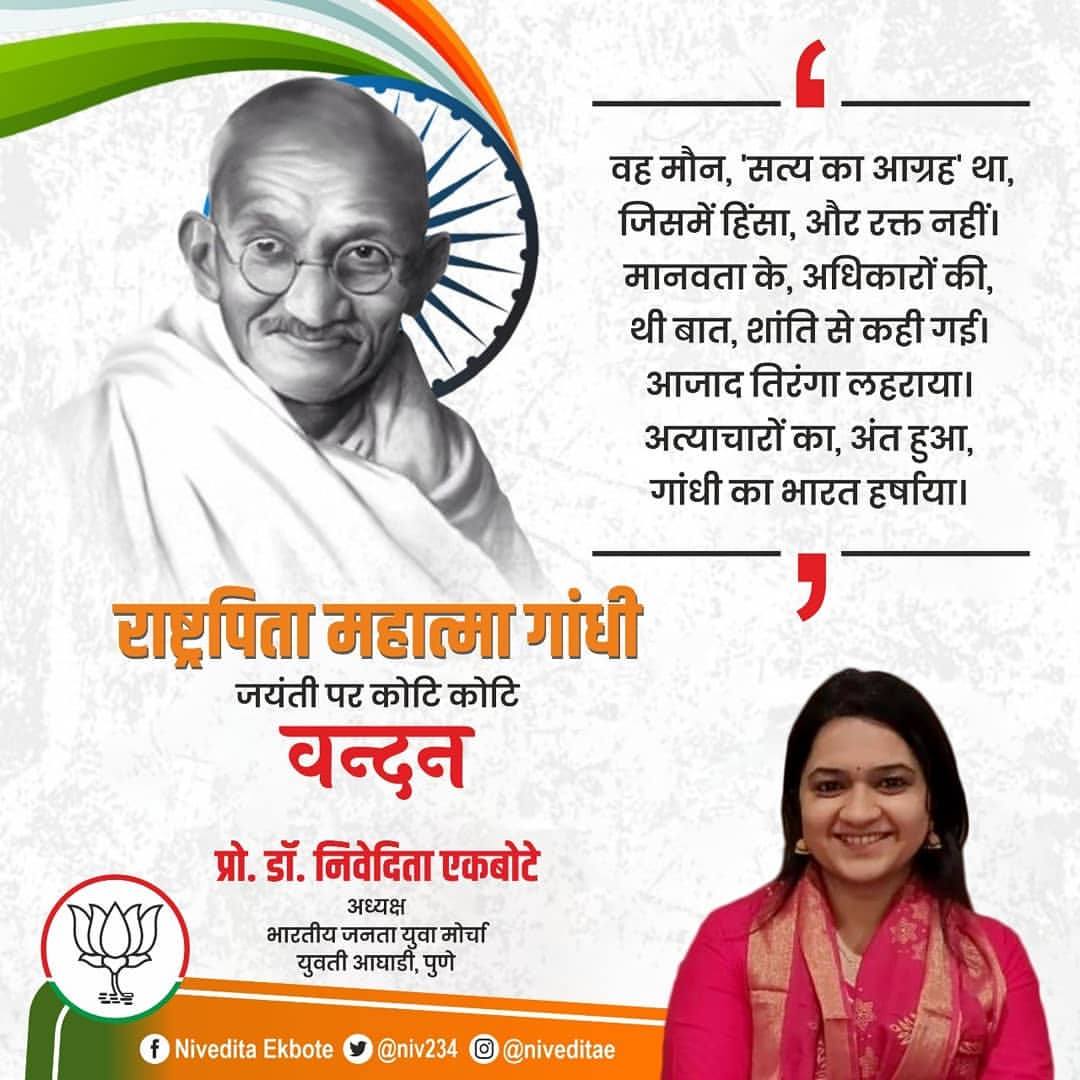 वह मौन, 'सत्य का आग्रह' था,
जिसमें हिंसा, और रक्त नहीं।
मानवता के, अधिकारों की,
थी बात, शांति से कही गई।
आजाद तिरंगा लहराया।
अत्याचारों का, अंत हुआ,
गांधी का भारत हर्षाया।
राष्ट्रपिता महात्मा गांधी
जयंती पर कोटि कोटि
वन्दन
प्रो. डॉ. निवेदिता एकबोटे
अध्यक्ष
भारतीय जनता युवा मोर्चा
युवती आघाडी, पुणे
Nivedita Ekbote @niv234 @niveditae